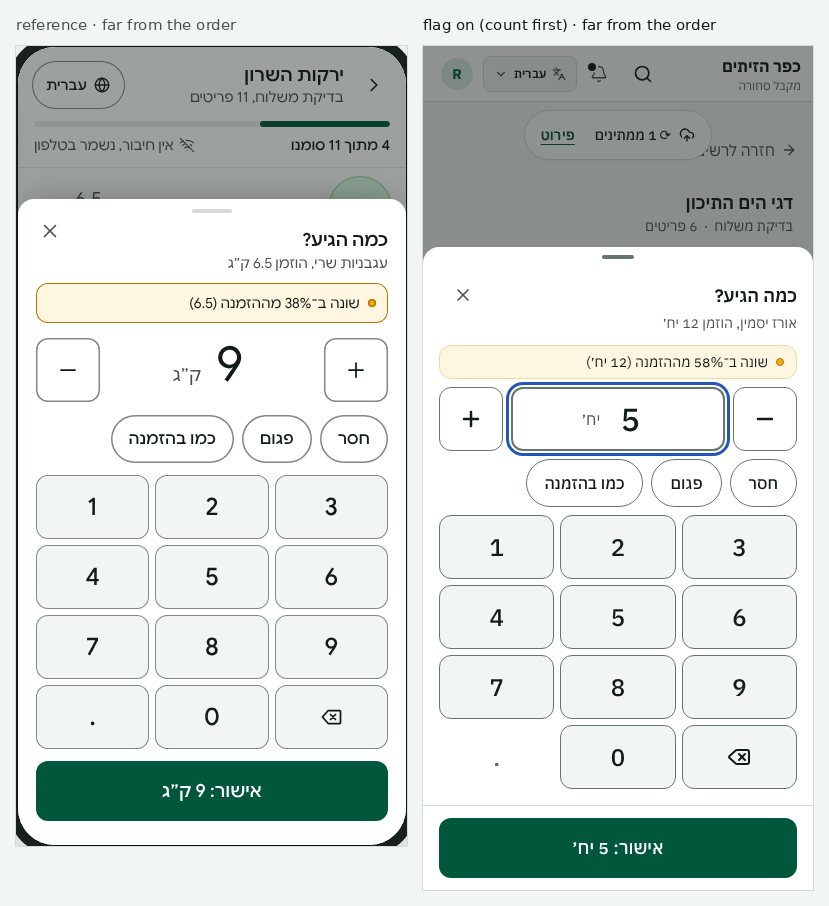 reference · far from the order
ירקות השרון
עברית
בדיקת משלוח, 11 פריטים
4 מתוך 11 סומנו
אין חיבור, נשמר בטלפון
6.5
כמה הגיע?
עגבניות שרי, הוזמן 6.5 ק״ג
שונה ב־38% מההזמנה (6.5)
+
9 ק״ג
−
חסר
פגום
כמו בהזמנה
1 2 3
4 5 6
7 8 9
. 0
אישור: 9 ק״ג
flag on (count first) · far from the order
כפר הזיתים
מקבל סחורה
עברית
R
חזרה לרשי
1 ממתינים
פירוט
דגי הים התיכון
בדיקת משלוח · 6 פריטים
כמה הגיע?
אורז יסמין, הוזמן 12 יח׳
שונה ב־58% מההזמנה (12 יח׳)
−
5 יח׳
+
חסר
פגום
כמו בהזמנה
1 2 3
4 5 6
7 8 9
. 0
אישור: 5 יח׳